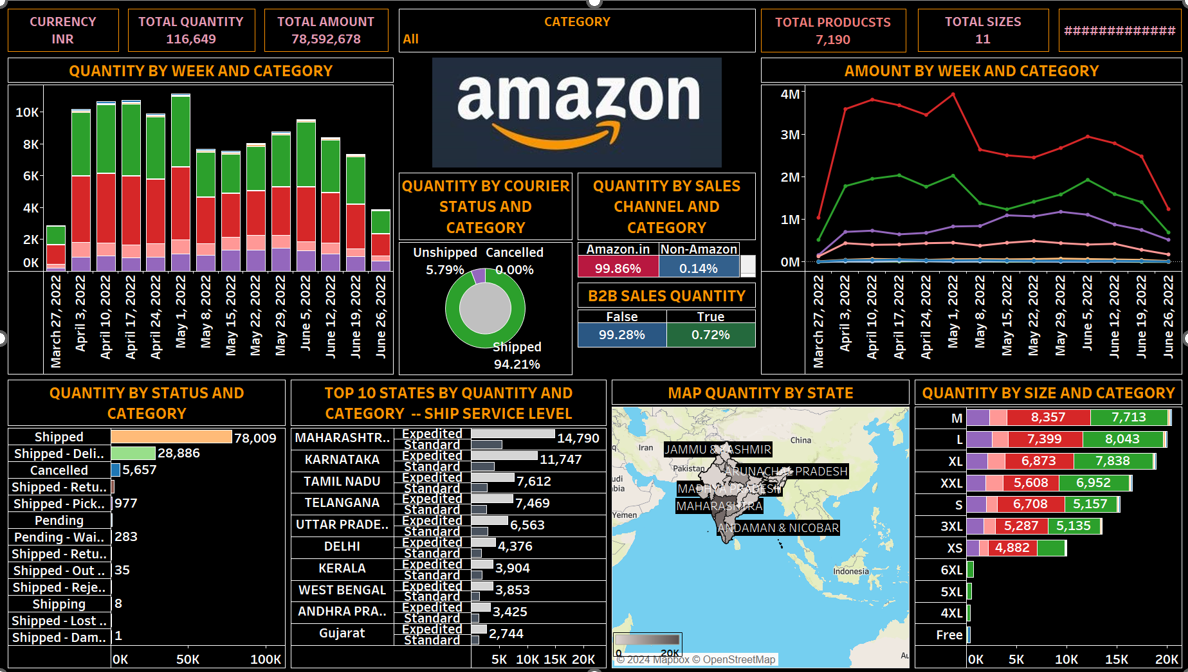 CURRENCY
INR
TOTAL QUANTITY
116,649
TOTAL AMOUNT
78,592,678
CATEGORY
All
TOTAL PRODUCSTS
7,190
TOTAL SIZES
11
#############
QUANTITY BY WEEK AND CATEGORY
10K
8K
6K
4K
2K
0K
March 27, 2022
April 3, 2022
April 10, 2022
April 17, 2022
April 24, 2022
May 1, 2022
May 8, 2022
May 15, 2022
May 22, 2022
May 29, 2022
June 5, 2022
June 12, 2022
June 19, 2022
June 26, 2022
amazon
QUANTITY BY COURIER
STATUS AND
CATEGORY
Unshipped
5.79%
Cancelled
0.00%
Shipped
94.21%
QUANTITY BY SALES
CHANNEL AND
CATEGORY
Amazon.in Non-Amazon
99.86% 0.14%
B2B SALES QUANTITY
False True
99.28% 0.72%
AMOUNT BY WEEK AND CATEGORY
4M
3M
2M
1M
0M
March 27, 2022
April 3, 2022
April 10, 2022
April 17, 2022
April 24, 2022
May 1, 2022
May 8, 2022
May 15, 2022
May 22, 2022
May 29, 2022
June 5, 2022
June 12, 2022
June 19, 2022
June 26, 2022
QUANTITY BY STATUS AND
CATEGORY
Shipped 78,009
Shipped - Deli.. 28,886
Cancelled 5,657
Shipped - Retu..
Shipped - Pick.. 977
Pending
Pending - Wai.. 283
Shipped - Retu..
Shipped - Out .. 35
Shipped - Reje..
Shipping 8
Shipped - Lost ..
Shipped - Dam.. 1
0K 50K 100K
TOP 10 STATES BY QUANTITY AND
CATEGORY -- SHIP SERVICE LEVEL
MAHARASHTR.. Expedited 14,790
Standard
KARNATAKA Expedited 11,747
Standard
TAMIL NADU Expedited 7,612
Standard
TELANGANA Expedited 7,469
Standard
UTTAR PRADE.. Expedited 6,563
Standard
DELHI Expedited 4,376
Standard
KERALA Expedited 3,904
Standard
WEST BENGAL Expedited 3,853
Standard
ANDHRA PRA.. Expedited 3,425
Standard
Gujarat Expedited 2,744
Standard
5K 10K 15K 20K
MAP QUANTITY BY STATE
China
Iran
JAMMU & KASHMIR
Pakistan
ARUNACHAL PRADESH
MAHARASHTRA
Yemen
ANDAMAN & NICOBAR
Indonesia
0 20K
© 2024 Mapbox © OpenStreetMap
QUANTITY BY SIZE AND CATEGORY
M 8,357 7,713
L 7,399 8,043
XL 6,873 7,838
XXL 5,608 6,952
S 6,708 5,157
3XL 5,287 5,135
XS 4,882
6XL
5XL
4XL
Free
0K 5K 10K 15K 20K